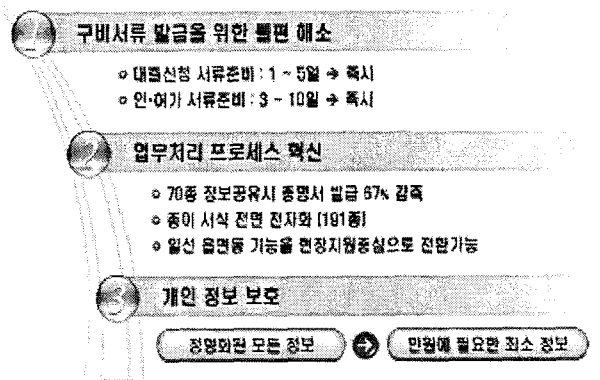 1 구비서류 발급을 위한 불편 해소
대출신청 서류준비 : 1 ~ 5일 → 즉시
인·허가 서류준비 : 3 ~ 10일 → 즉시
2 업무처리 프로세스 혁신
70종 정보공유시 증명서 발급 67% 감축
종이 서식 전면 전자화 (191종)
일선 읍면동 기능을 현장지원중심으로 전환가능
3 개인 정보 보호
모든 정보 → 민원에 필요한 최소 정보